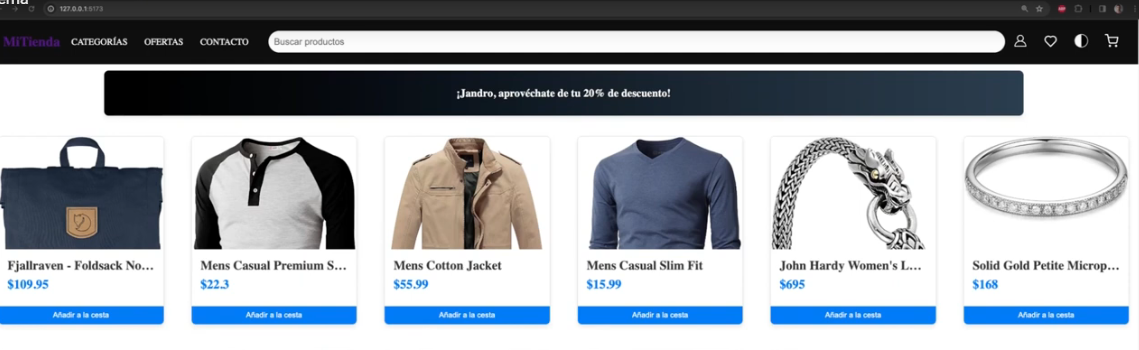 ema
127.0.0.1:5173
MiTienda CATEGORÍAS OFERTAS CONTACTO Buscar productos
¡Jandro, aprovéchate de tu 20% de descuento!
Fjallraven - Foldsack No... Mens Casual Premium S... Mens Cotton Jacket Mens Casual Slim Fit John Hardy Women's L... Solid Gold Petite Microp...
$109.95 $22.3 $55.99 $15.99 $695 $168
Añadir a la cesta Añadir a la cesta Añadir a la cesta Añadir a la cesta Añadir a la cesta Añadir a la cesta